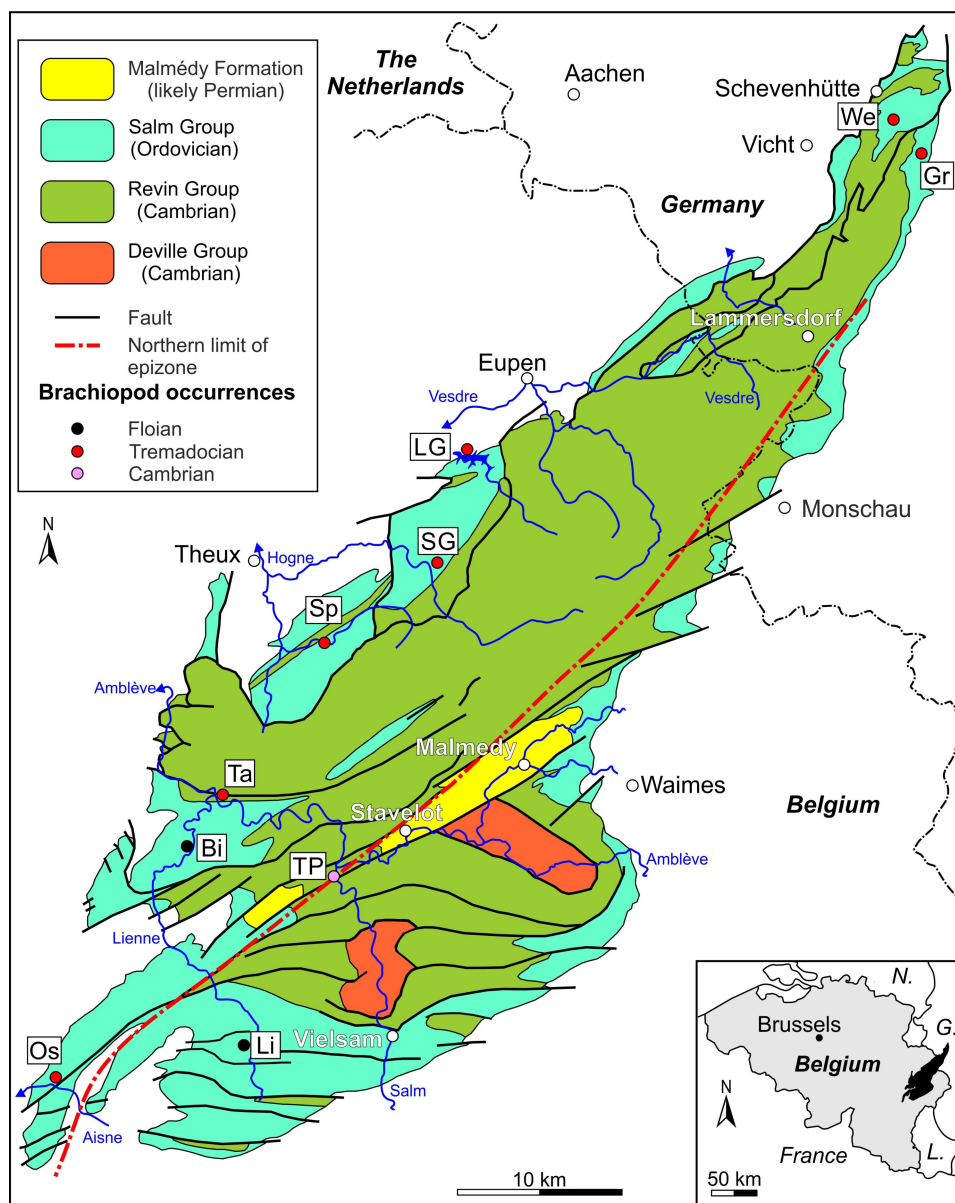 Malmédy Formation
(likely Permian)
Salm Group
(Ordovician)
Revin Group
(Cambrian)
Deville Group
(Cambrian)
Fault
Northern limit of
epizone
Brachiopod occurrences
Floian
Tremadocian
Cambrian
The
Netherlands
Aachen
Schevenhütte
We
Vicht
Gr
Germany
Lammersdorf
Eupen
Vesdre
Vesdre
LG
Monschau
N
Theux
Hogne
SG
Sp
Amblève
Malmedy
Ta
Waimes
Stavelot
Belgium
Bi
TP
Amblève
Lienne
Vielsam
Li
Os
Salm
Aisne
10 km
N.
Brussels
G.
Belgium
N
France
L.
50 km